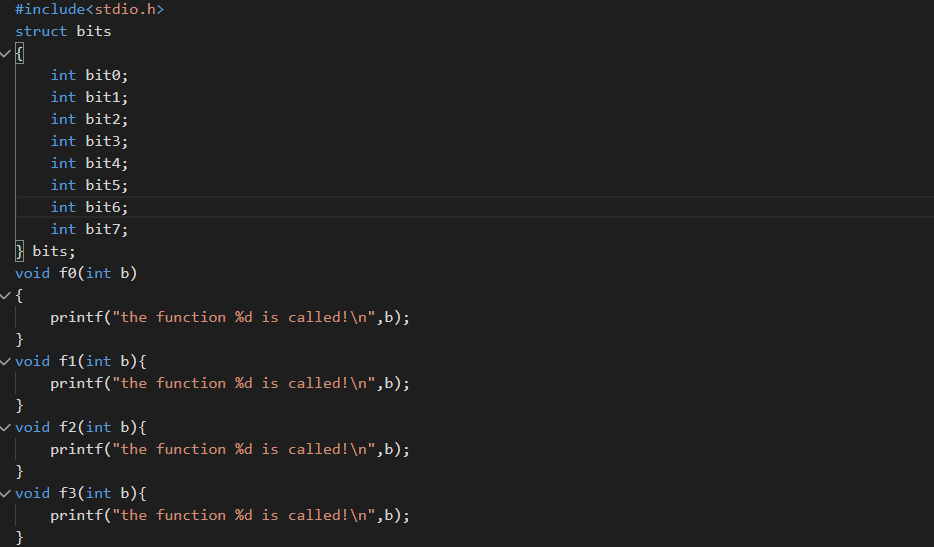 #include<stdio.h>
struct bits
{
    int bit0;
    int bit1;
    int bit2;
    int bit3;
    int bit4;
    int bit5;
    int bit6;
    int bit7;
} bits;
void f0(int b)
{
    printf("the function %d is called!\n",b);
}
void f1(int b){
    printf("the function %d is called!\n",b);
}
void f2(int b){
    printf("the function %d is called!\n",b);
}
void f3(int b){
    printf("the function %d is called!\n",b);
}